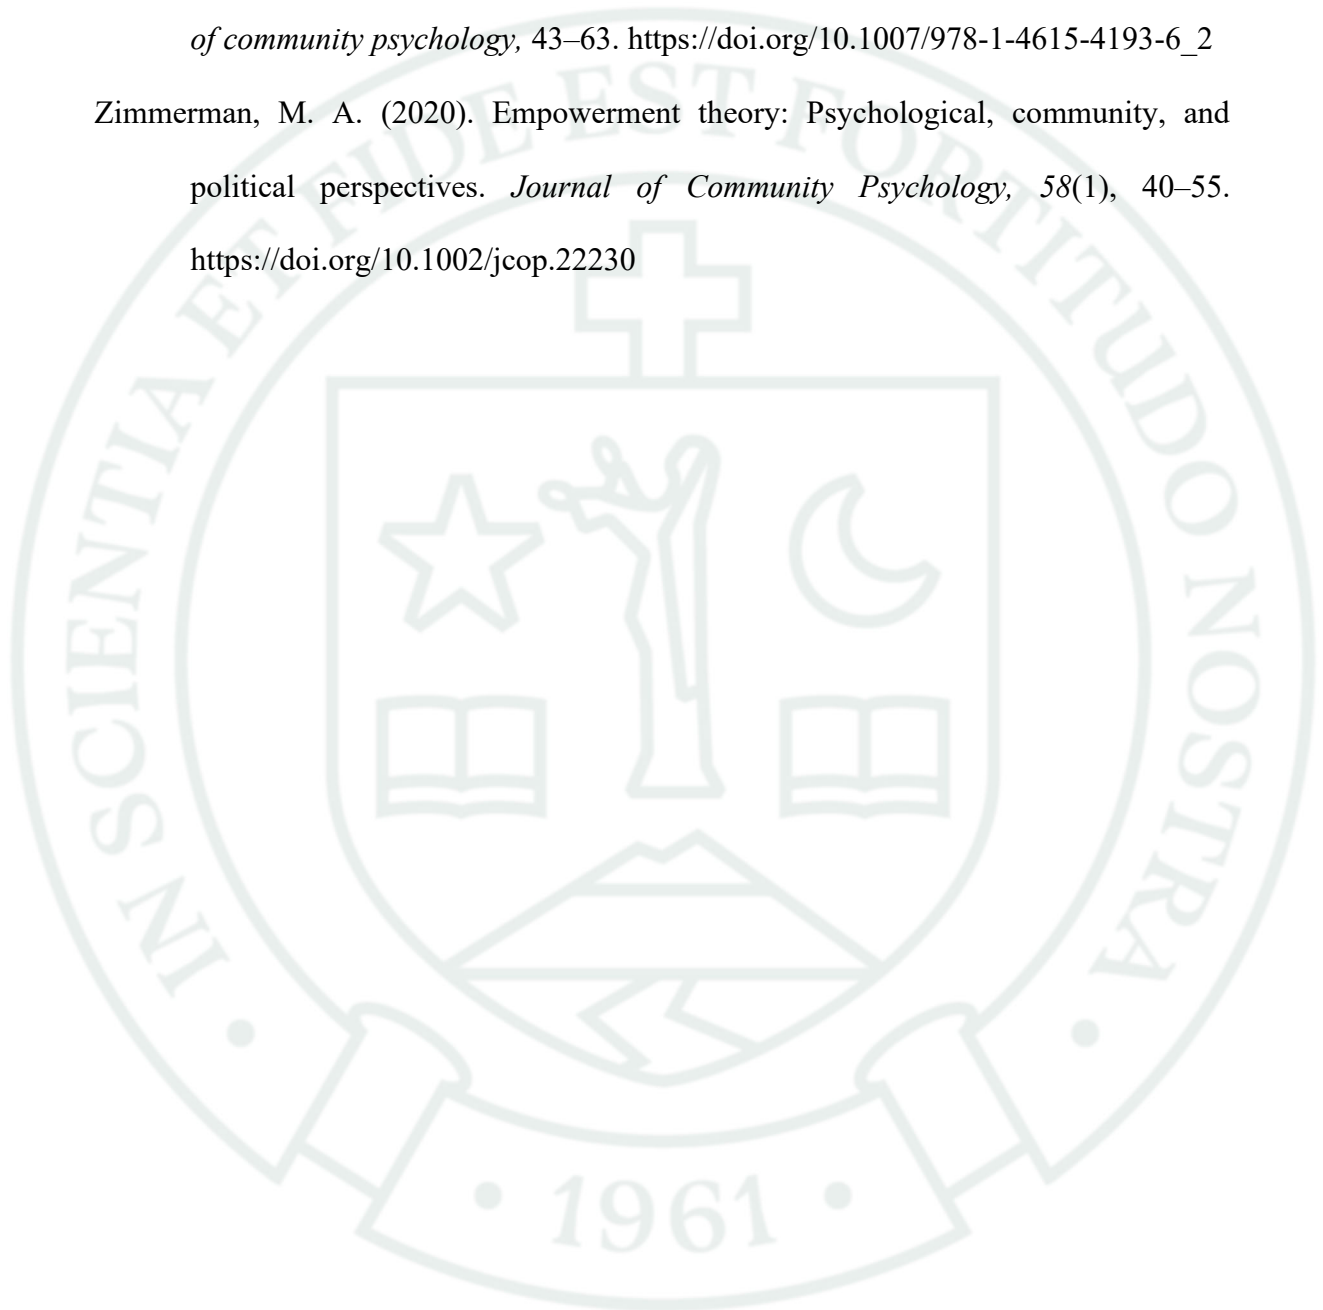 of community psychology, 43–63. https://doi.org/10.1007/978-1-4615-4193-6_2
Zimmerman, M. A. (2020). Empowerment theory: Psychological, community, and
political perspectives. Journal of Community Psychology, 58(1), 40–55.
https://doi.org/10.1002/jcop.22230
IN SCIENTIA ET FIDE EST FORTITUDO NOSTRA
• 1961 •